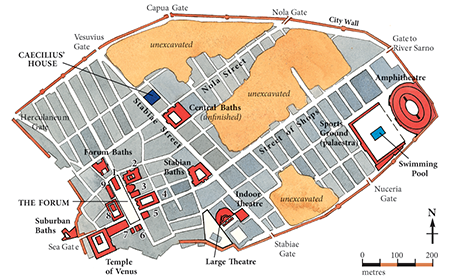 Capua Gate
Nola Gate
City Wall
Vesuvius
Gate
unexcavated
Gate to
River Sarno
CAECILIUS'
HOUSE
Nola Street
Amphitheatre
unexcavated
Stabiae Street
Central Baths
(unfinished)
Herculaneum
Gate
Street of Shops
Sports
Ground
(palaestra)
Forum Baths
Stabian
Baths
Swimming
Pool
1
2
9
3
4
THE FORUM
8
5
7
6
Indoor
Theatre
unexcavated
Nuceria
Gate
Suburban
Baths
Sea Gate
Temple
of Venus
Large Theatre
Stabiae
Gate
N
0 100 200
metres